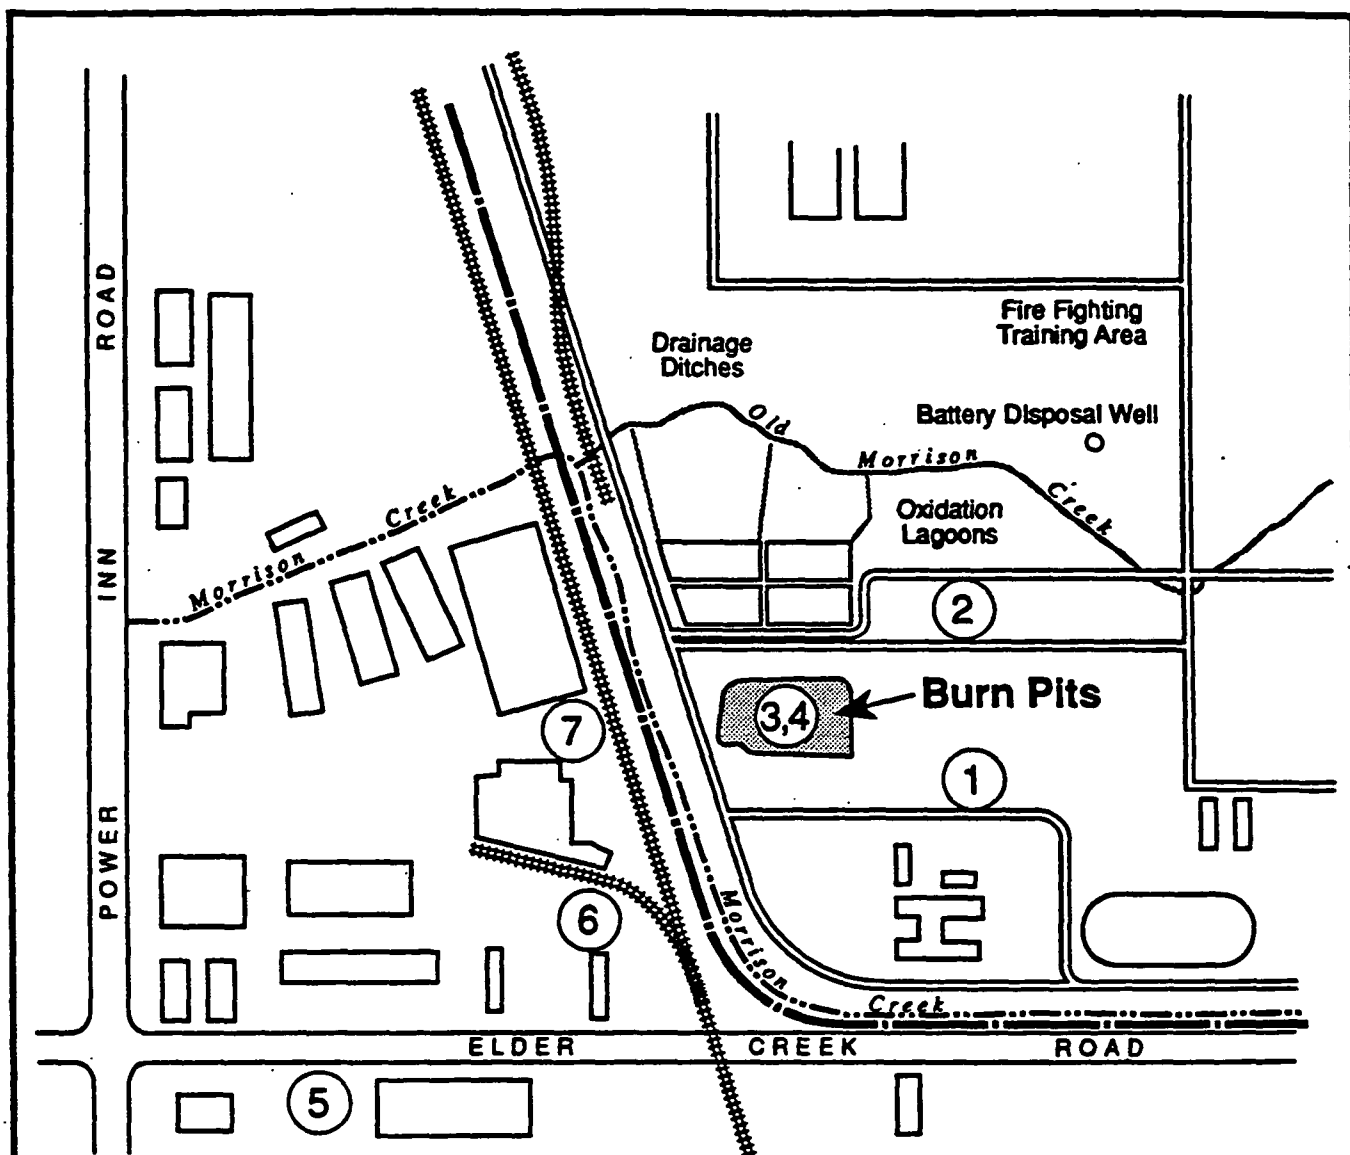 Fire Fighting
Training Area
Drainage
Ditches
Battery Disposal Well
Old Morrison Creek
Oxidation
Lagoons
Morrison Creek
2
Burn Pits
3,4
7
1
6
Morrison Creek
POWER INN ROAD
ELDER CREEK ROAD
5